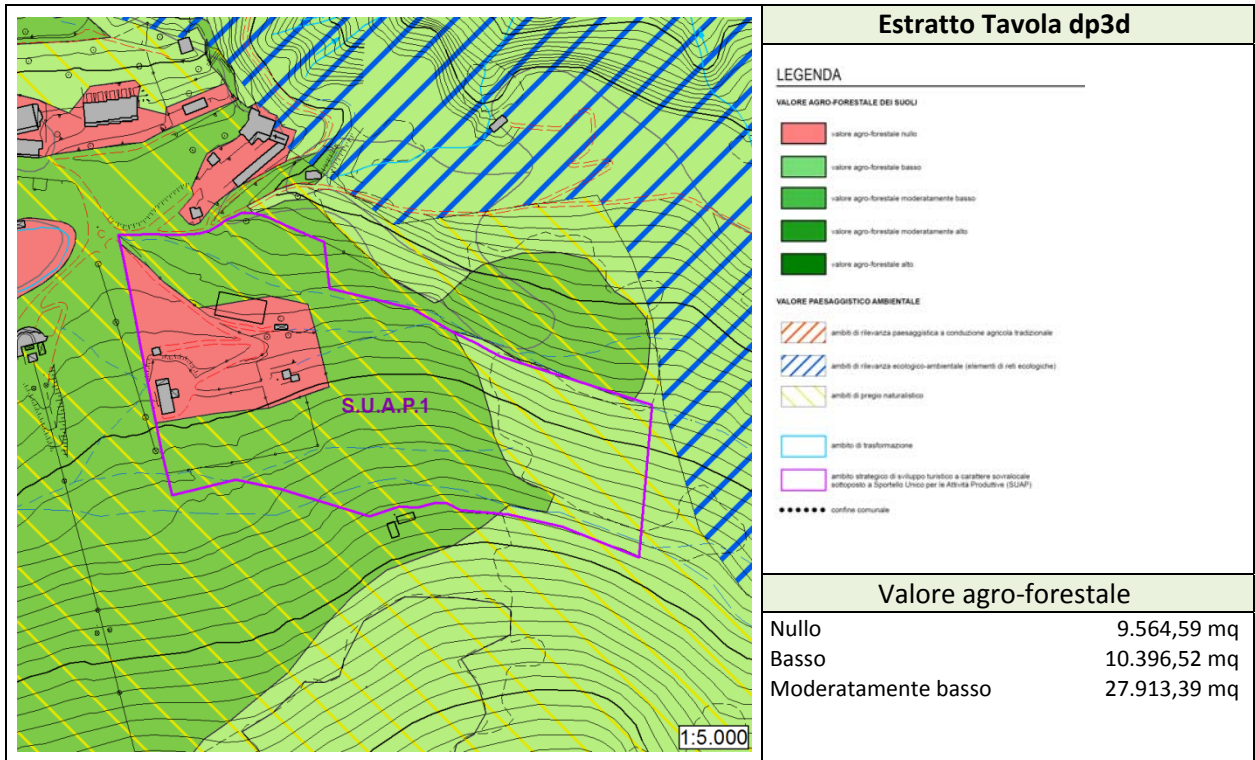 S.U.A.P.1
1:5.000
Estratto Tavola dp3d
LEGENDA
VALORE AGRO-FORESTALE DEI SUOLI
valore agro-forestale nullo
valore agro-forestale basso
valore agro-forestale moderatamente basso
valore agro-forestale moderatamente alto
valore agro-forestale alto
VALORE PAESAGGISTICO AMBIENTALE
ambiti di rilevanza paesaggistica a conduzione agricola tradizionale
ambiti di rilevanza ecologico-ambientale (elementi di reti ecologiche)
ambiti di pregio naturalistico
ambito di trasformazione
ambito strategico di sviluppo turistico a carattere sovralocale
sottoposto a Sportello Unico per le Attività Produttive (SUAP)
confine comunale
Valore agro-forestale
Nullo 9.564,59 mq
Basso 10.396,52 mq
Moderatamente basso 27.913,39 mq